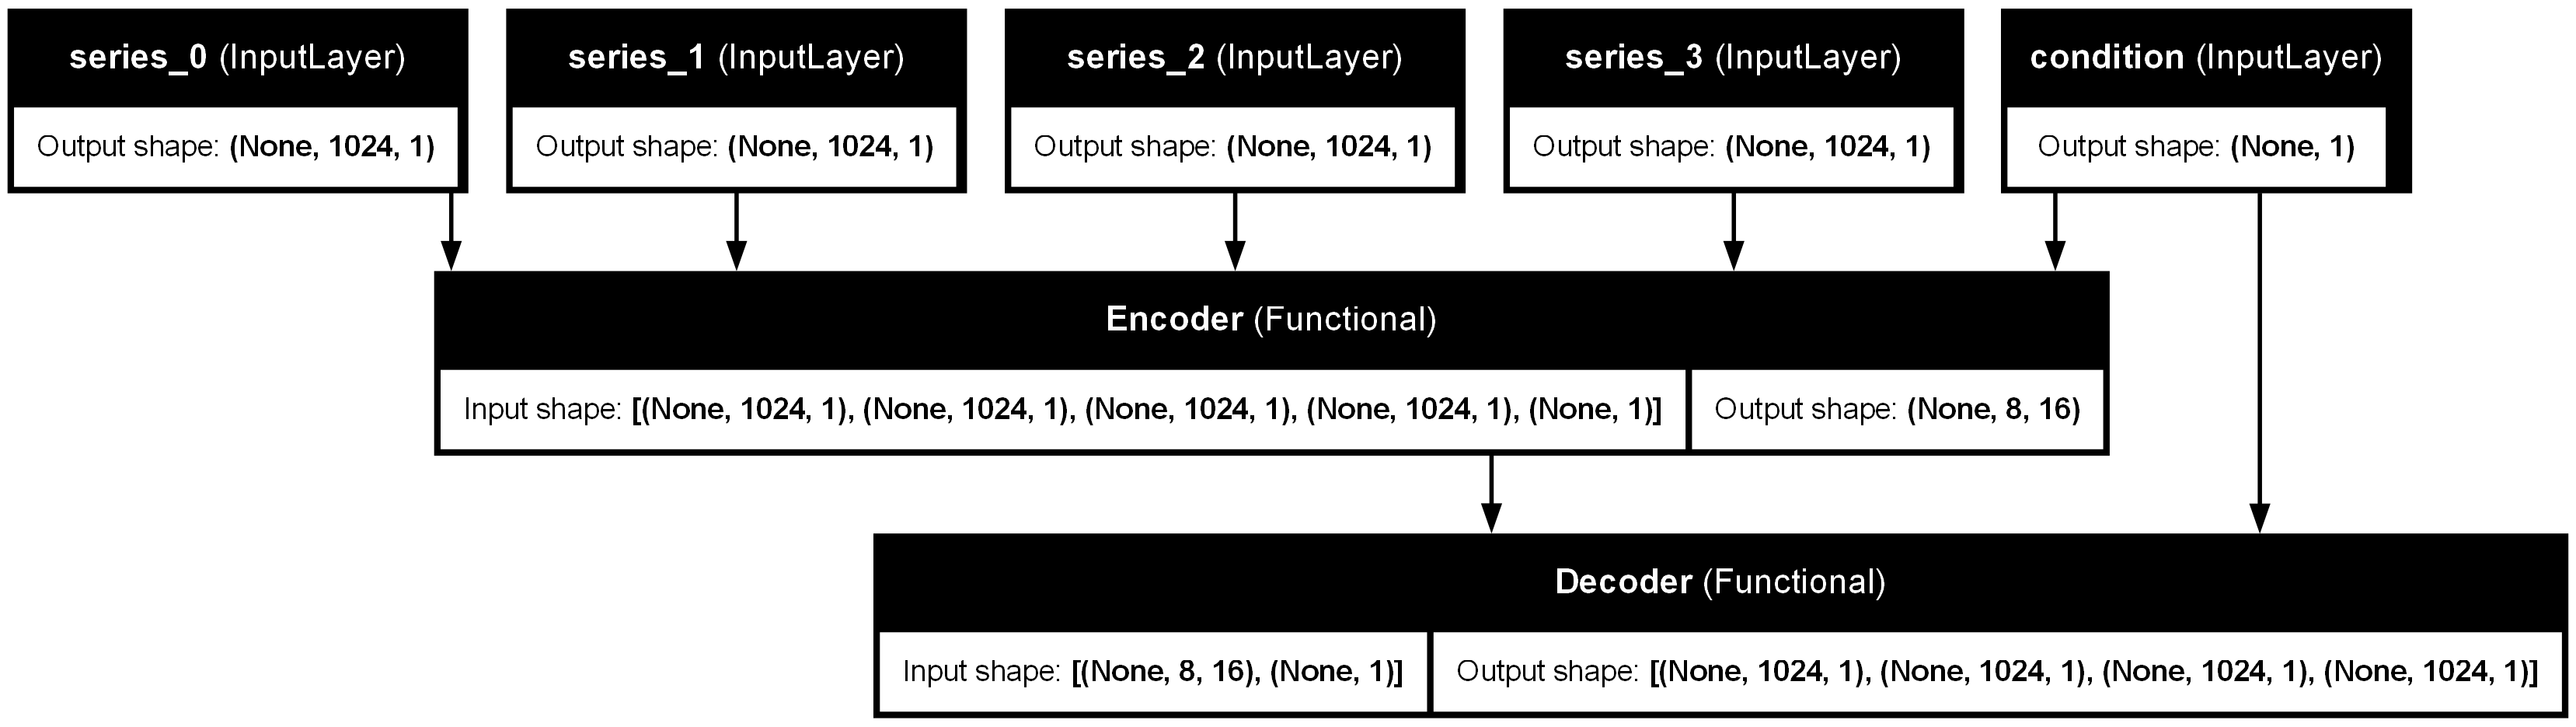 series_0 (InputLayer)
Output shape: (None, 1024, 1)
series_1 (InputLayer)
Output shape: (None, 1024, 1)
series_2 (InputLayer)
Output shape: (None, 1024, 1)
series_3 (InputLayer)
Output shape: (None, 1024, 1)
condition (InputLayer)
Output shape: (None, 1)
Encoder (Functional)
Input shape: [(None, 1024, 1), (None, 1024, 1), (None, 1024, 1), (None, 1024, 1), (None, 1)]
Output shape: (None, 8, 16)
Decoder (Functional)
Input shape: [(None, 8, 16), (None, 1)]
Output shape: [(None, 1024, 1), (None, 1024, 1), (None, 1024, 1), (None, 1024, 1)]